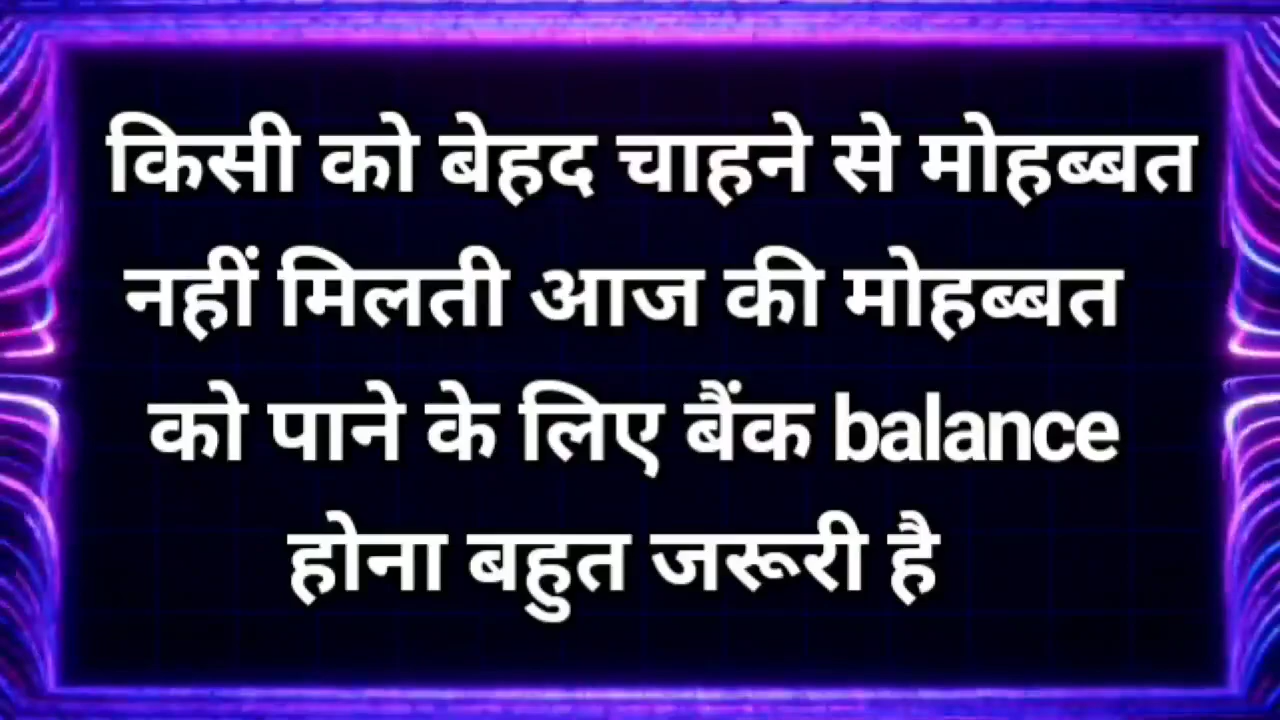 किसी को बेहद चाहने से मोहब्बत
नहीं मिलती आज की मोहब्बत
को पाने के लिए बैंक balance
होना बहुत जरूरी है